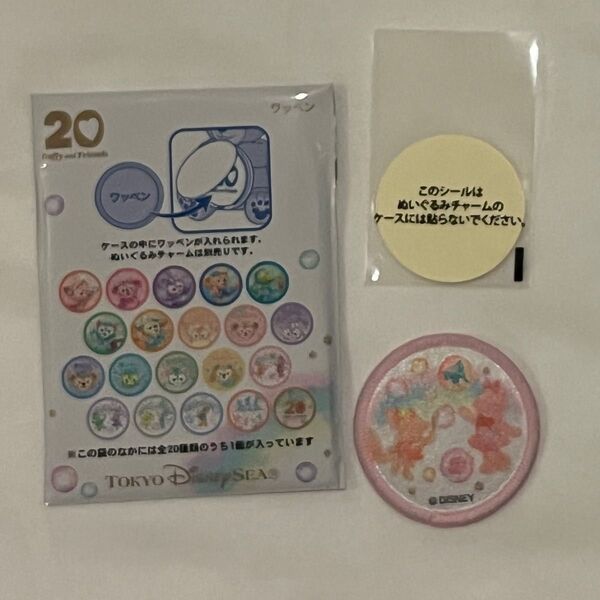 20
Duffy and Friends
ワッペン
ワッペン
ケースの中にワッペンが入れられます。
ぬいぐるみチャームは別売りです。
20
※この袋のなかには全20種類のうち1個が入っています
TOKYO DISNEYSEA®
このシールは
ぬいぐるみチャームの
ケースには貼らないでください。
© DISNEY